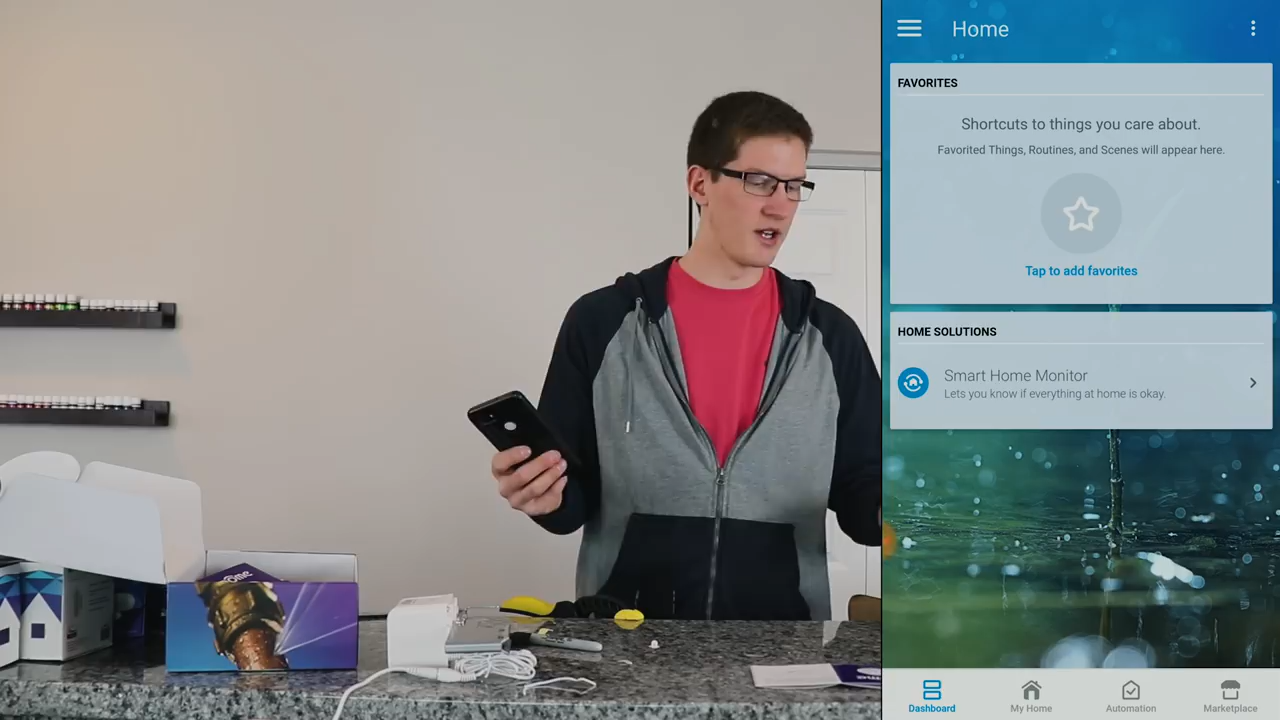 Home
FAVORITES
Shortcuts to things you care about.
Favorited Things, Routines, and Scenes will appear here.
Tap to add favorites
HOME SOLUTIONS
Smart Home Monitor
Lets you know if everything at home is okay.
Dashboard
My Home
Automation
Marketplace